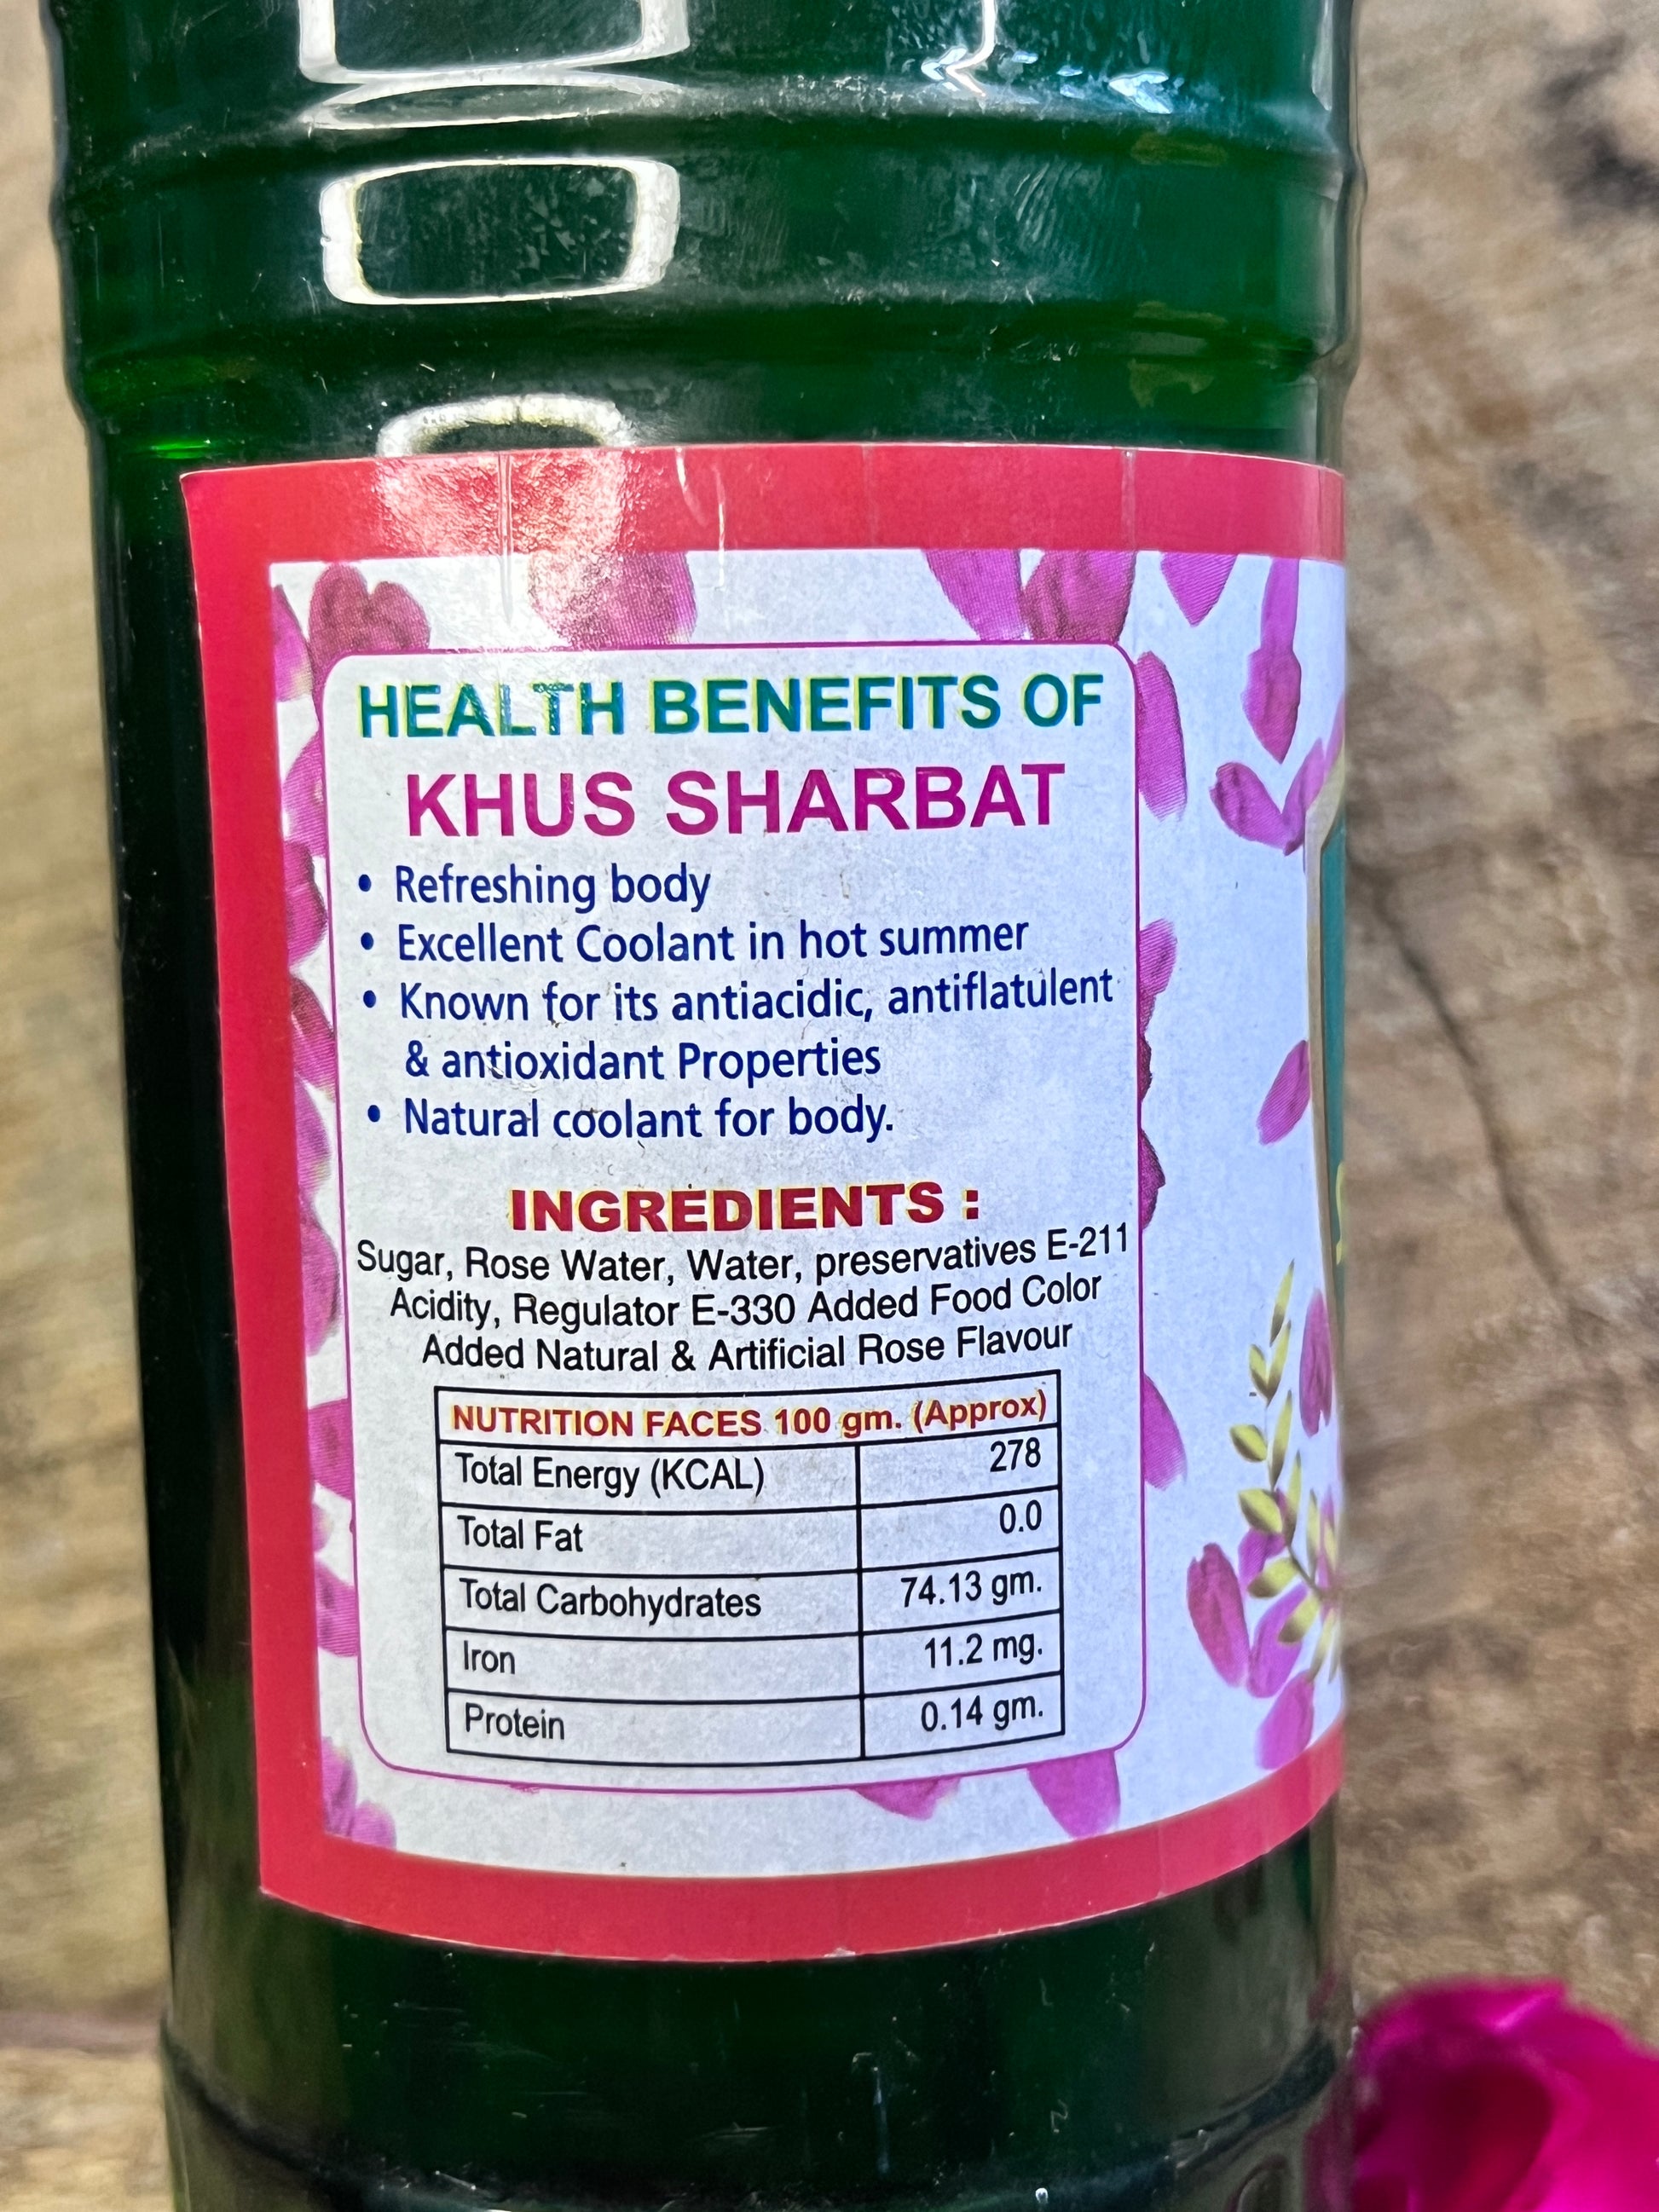 HEALTH BENEFITS OF
KHUS SHARBAT
• Refreshing body
• Excellent Coolant in hot summer
• Known for its antiacidic, antiflatulent
& antioxidant Properties
• Natural coolant for body.
INGREDIENTS :
Sugar, Rose Water, Water, preservatives E-211
Acidity, Regulator E-330 Added Food Color
Added Natural & Artificial Rose Flavour
NUTRITION FACES 100 gm. (Approx)
Total Energy (KCAL) 278
Total Fat 0.0
Total Carbohydrates 74.13 gm.
Iron 11.2 mg.
Protein 0.14 gm.